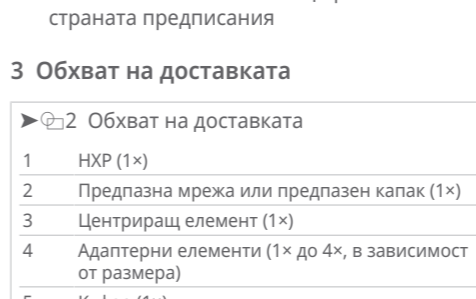 страната предписания
3 Обхват на доставката
➤2 Обхват на доставката
1 HXP (1×)
2 Предпазна мрежа или предпазен капак (1×)
3 Центриращ елемент (1×)
4 Адаптерни елементи (1× до 4×, в зависимост
от размера)